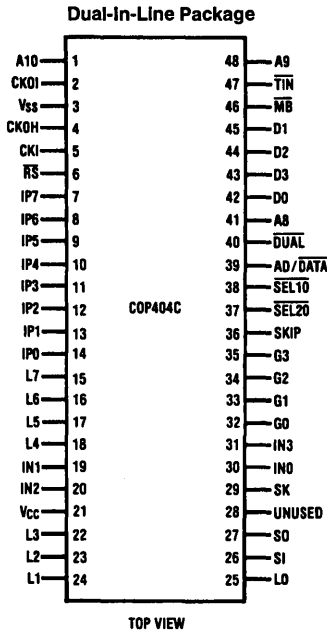 Dual-In-Line Package
A10 1 48 A9
CKOI 2 47 TIN
Vss 3 46 MB
CKOH 4 45 D1
CKI 5 44 D2
RS 6 43 D3
IP7 7 42 D0
IP6 8 41 A8
IP5 9 40 DUAL
IP4 10 39 AD/DATA
IP3 11 38 SEL10
IP2 12 COP404C 37 SEL20
IP1 13 36 SKIP
IP0 14 35 G3
L7 15 34 G2
L6 16 33 G1
L5 17 32 G0
L4 18 31 IN3
IN1 19 30 IN0
IN2 20 29 SK
Vcc 21 28 UNUSED
L3 22 27 SO
L2 23 26 SI
L1 24 25 L0
TOP VIEW